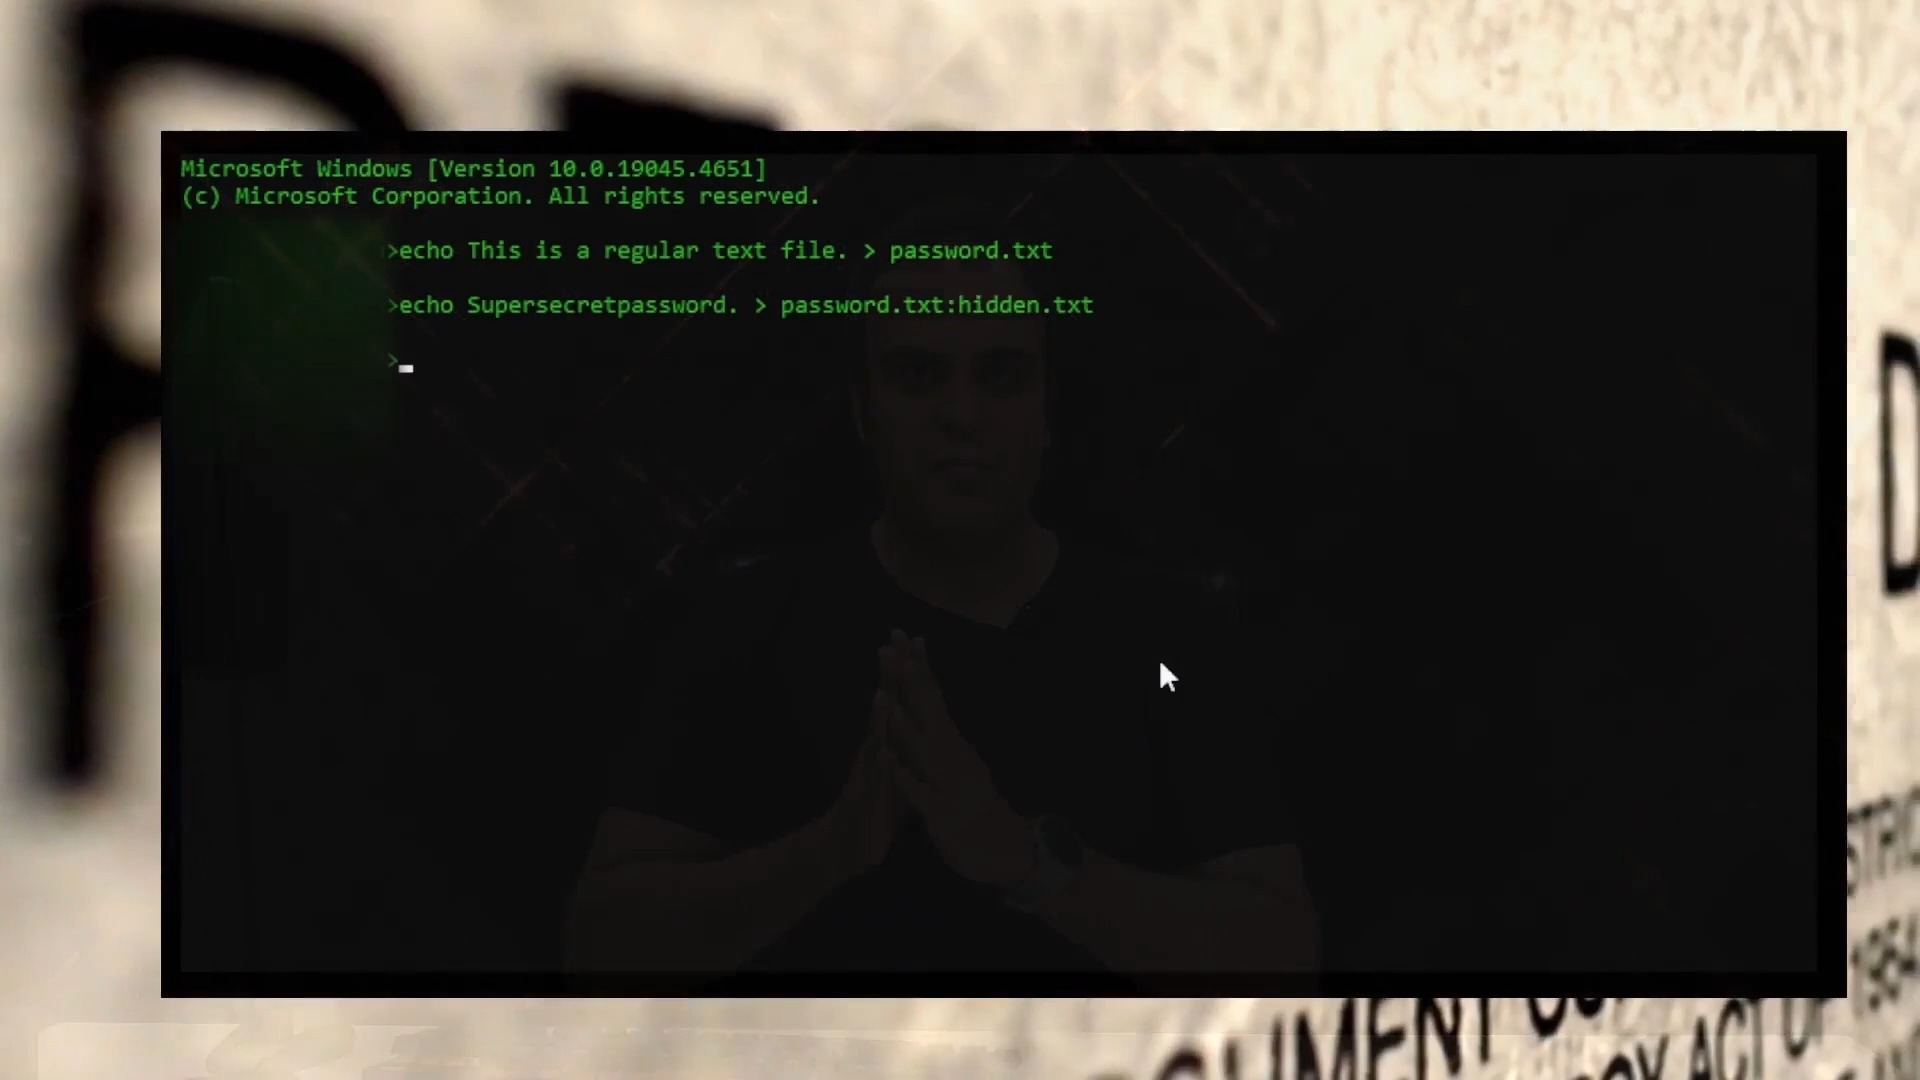 Microsoft Windows [Version 10.0.19045.4651]
(c) Microsoft Corporation. All rights reserved.
>echo This is a regular text file. > password.txt
>echo Supersecretpassword. > password.txt:hidden.txt
>